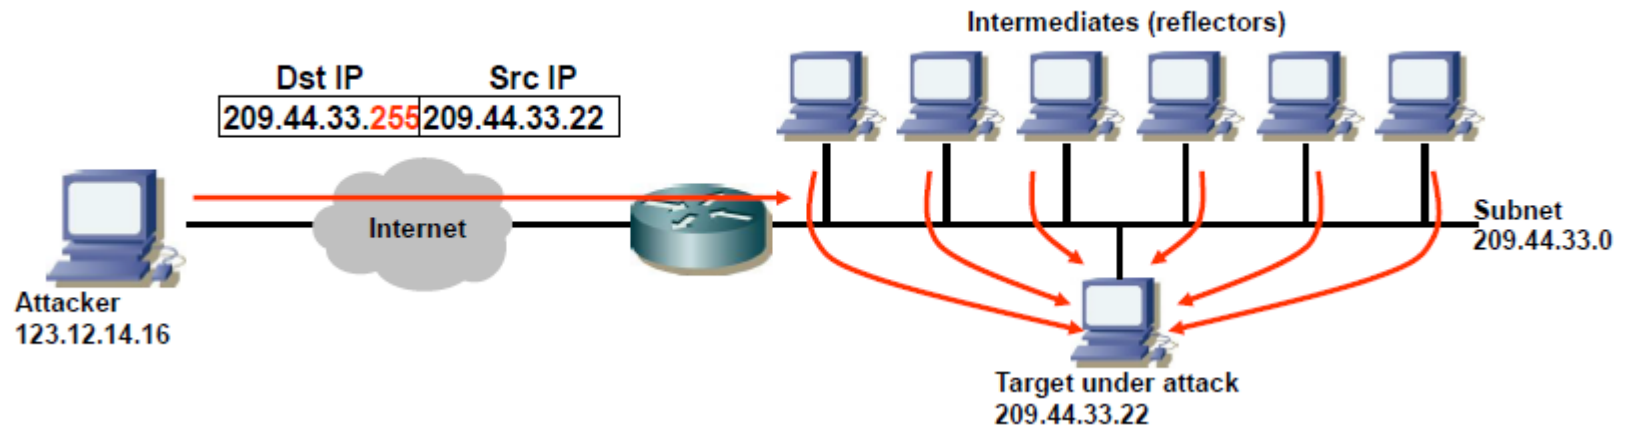 Intermediates (reflectors)
Dst IP Src IP
209.44.33.255 209.44.33.22
Internet
Subnet
209.44.33.0
Attacker
123.12.14.16
Target under attack
209.44.33.22